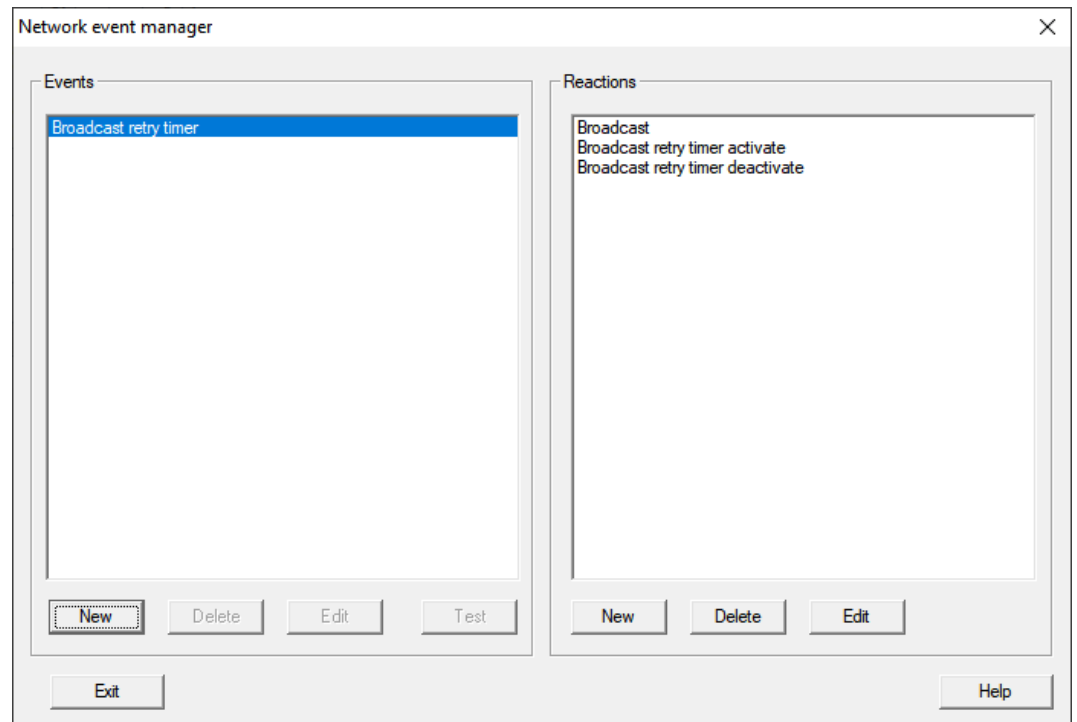 Network event manager
Events
Broadcast retry timer
New
Delete
Edit
Test
Reactions
Broadcast
Broadcast retry timer activate
Broadcast retry timer deactivate
New
Delete
Edit
Exit
Help